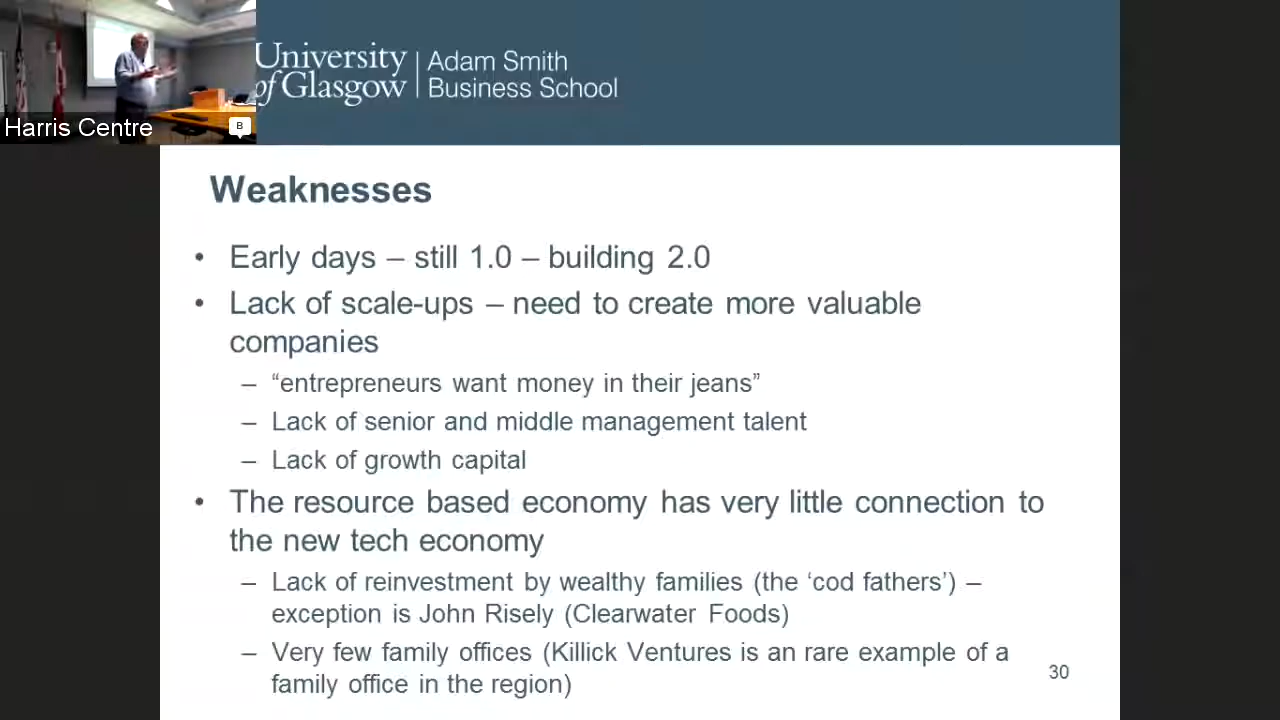 University
of Glasgow
Adam Smith
Business School
Harris Centre
B
Weaknesses
• Early days – still 1.0 – building 2.0
• Lack of scale-ups – need to create more valuable
companies
– “entrepreneurs want money in their jeans”
– Lack of senior and middle management talent
– Lack of growth capital
• The resource based economy has very little connection to
the new tech economy
– Lack of reinvestment by wealthy families (the ‘cod fathers’) –
exception is John Risely (Clearwater Foods)
– Very few family offices (Killick Ventures is an rare example of a
family office in the region)
30